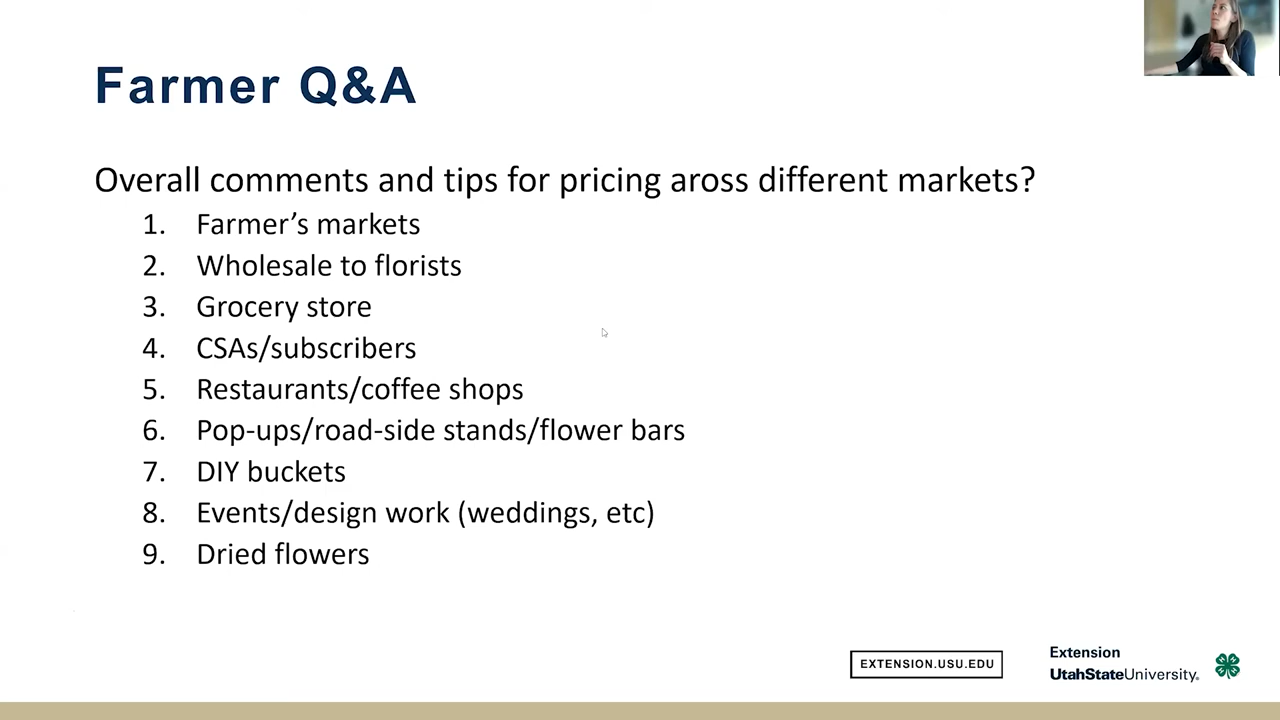 Farmer Q&A
Overall comments and tips for pricing aross different markets?
1. Farmer’s markets
2. Wholesale to florists
3. Grocery store
4. CSAs/subscribers
5. Restaurants/coffee shops
6. Pop-ups/road-side stands/flower bars
7. DIY buckets
8. Events/design work (weddings, etc)
9. Dried flowers
EXTENSION.USU.EDU
Extension
UtahStateUniversity